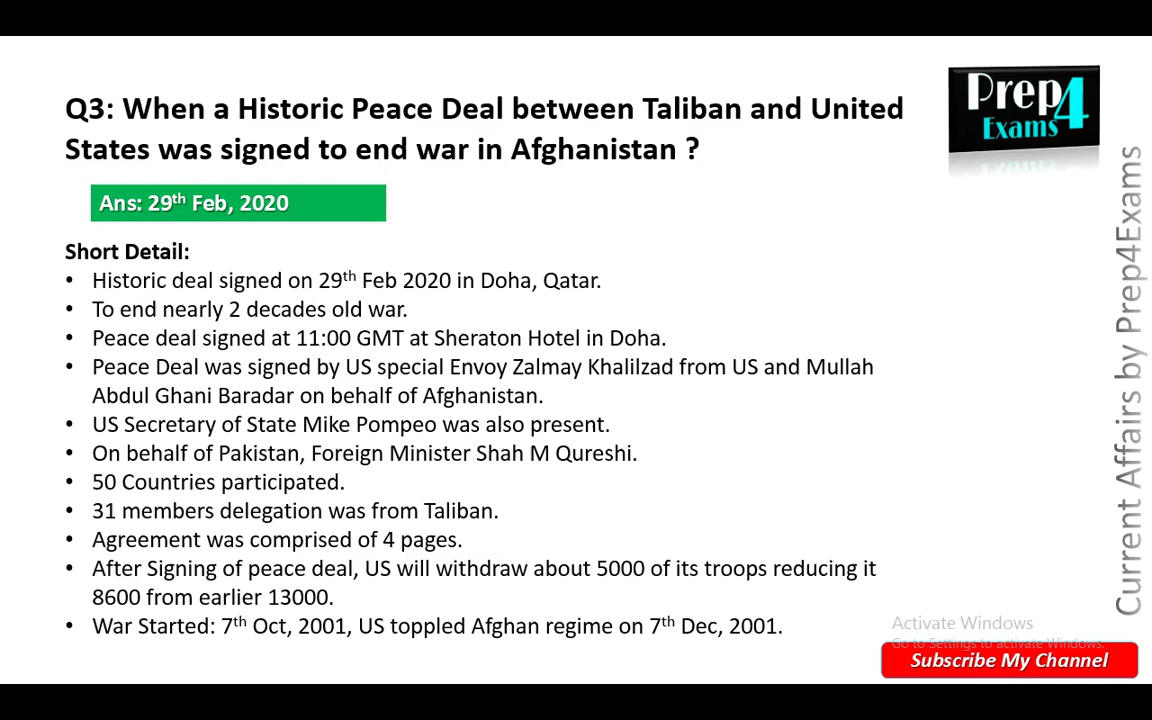 Q3: When a Historic Peace Deal between Taliban and United
States was signed to end war in Afghanistan ?
Prep4
Exams
Ans: 29th Feb, 2020
Short Detail:
• Historic deal signed on 29th Feb 2020 in Doha, Qatar.
• To end nearly 2 decades old war.
• Peace deal signed at 11:00 GMT at Sheraton Hotel in Doha.
• Peace Deal was signed by US special Envoy Zalmay Khalilzad from US and Mullah
Abdul Ghani Baradar on behalf of Afghanistan.
• US Secretary of State Mike Pompeo was also present.
• On behalf of Pakistan, Foreign Minister Shah M Qureshi.
• 50 Countries participated.
• 31 members delegation was from Taliban.
• Agreement was comprised of 4 pages.
• After Signing of peace deal, US will withdraw about 5000 of its troops reducing it
8600 from earlier 13000.
• War Started: 7th Oct, 2001, US toppled Afghan regime on 7th Dec, 2001.
Current Affairs by Prep4Exams
Activate Windows
Go to Settings to activate Windows.
Subscribe My Channel